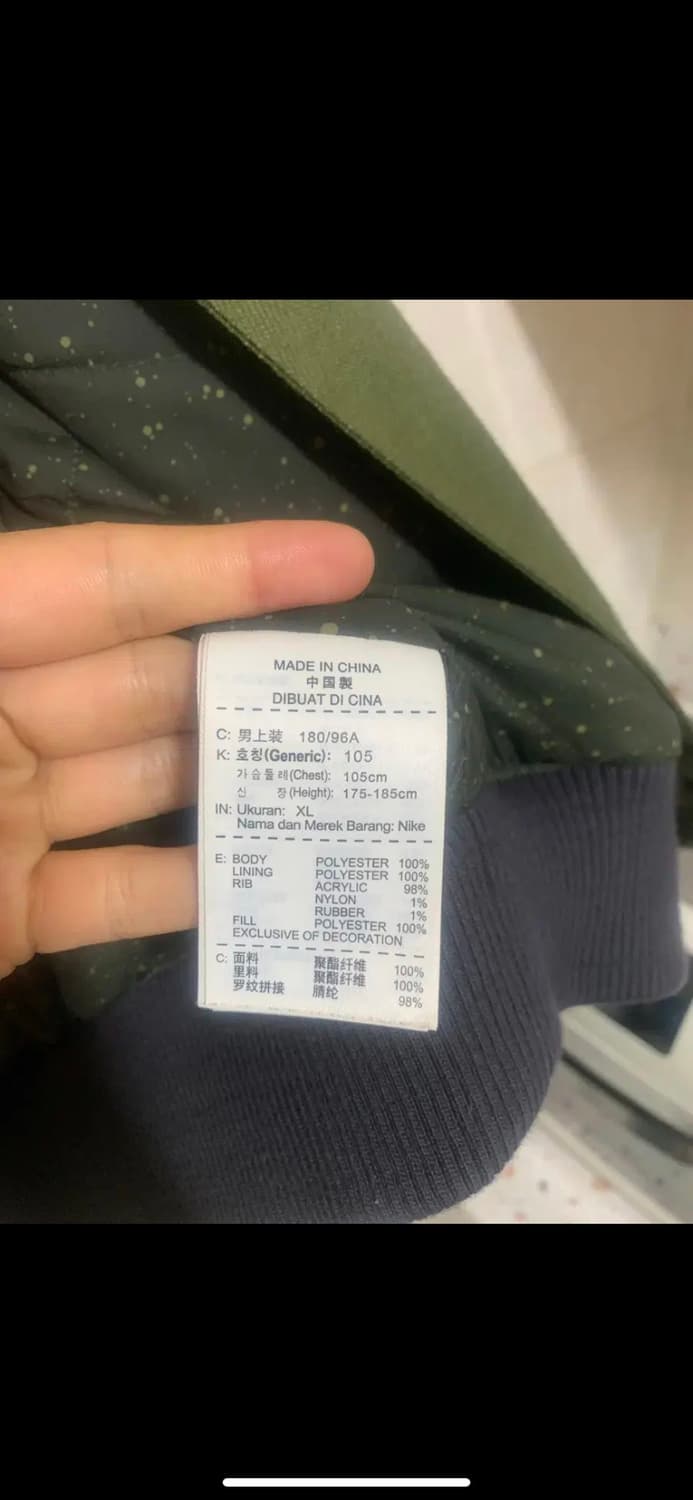 MADE IN CHINA
中国製
DIBUAT DI CINA
C: 男上装 180/96A
K: 호칭(Generic): 105
가슴둘레(Chest): 105cm
신 장(Height): 175-185cm
IN: Ukuran: XL
Nama dan Merek Barang: Nike
E: BODY POLYESTER 100%
LINING POLYESTER 100%
RIB ACRYLIC 98%
NYLON 1%
RUBBER 1%
FILL POLYESTER 100%
EXCLUSIVE OF DECORATION
C: 面料 聚酯纤维 100%
里料 聚酯纤维 100%
罗纹拼接 腈纶 98%